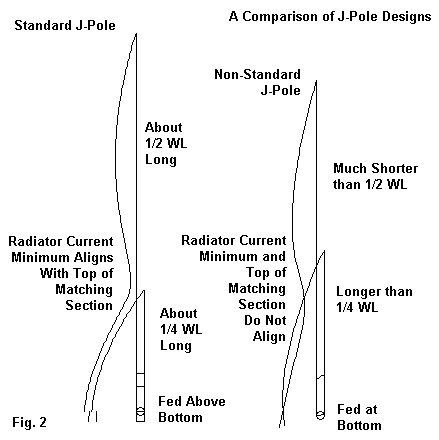 A Comparison of J-Pole Designs
Standard J-Pole
About
1/2 WL
Long
Radiator Current
Minimum Aligns
With Top of
Matching
Section
About
1/4 WL
Long
Fed Above
Bottom
Non-Standard
J-Pole
Much Shorter
than 1/2 WL
Radiator Current
Minimum and
Top of
Matching
Section
Do Not
Align
Longer than
1/4 WL
Fed at
Bottom
Fig. 2